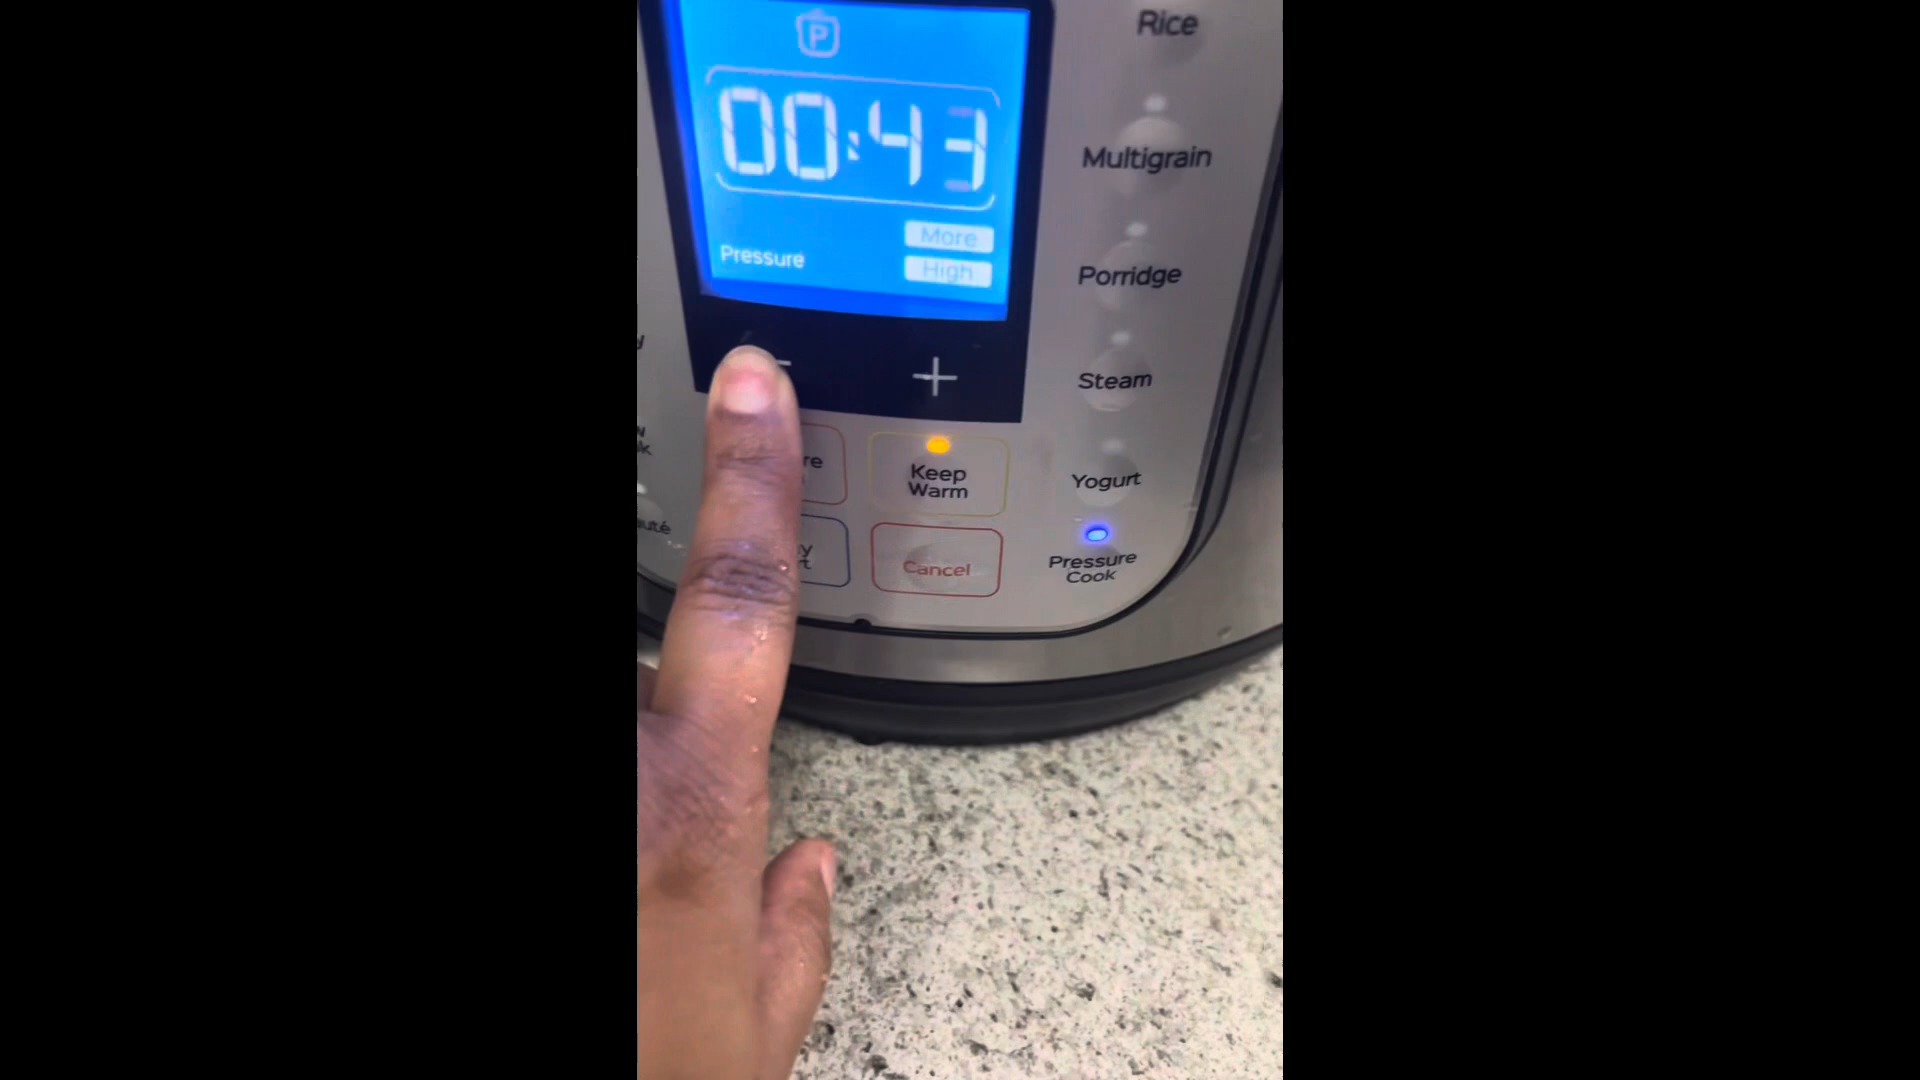 P
Rice
00:43
Multigrain
More
Pressure
High
Porridge
+
Steam
Keep
Warm
Yogurt
Cancel
Pressure
Cook